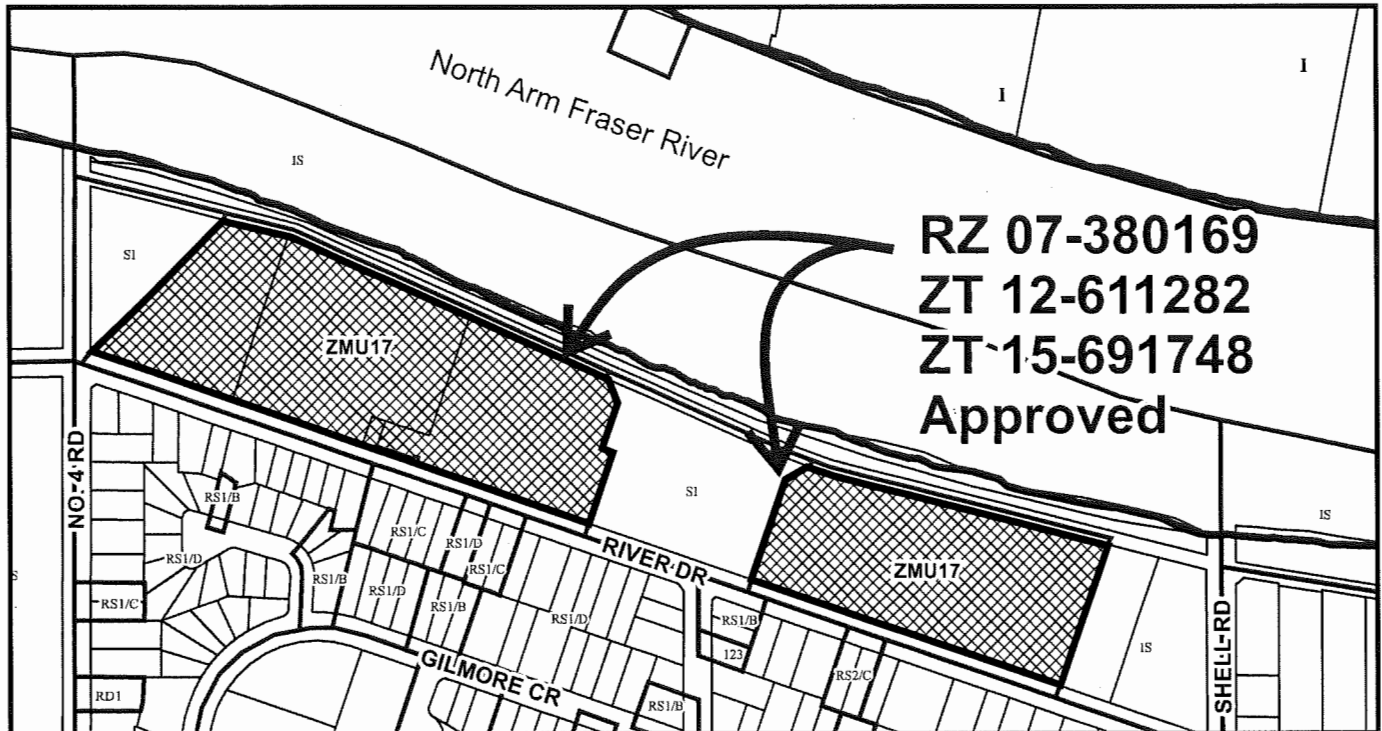 I
I
North Arm Fraser River
IS
RZ 07-380169
ZT 12-611282
ZT 15-691748
Approved
SI
ZMU17
NO. 4 RD
SI
IS
RS1/B
RS1/C
RS1/D
RS1/C
RIVER DR
ZMU17
RS1/D
RS1/B
RS1/D
RS1/B
RS1/D
RS1/B
IS
RS1/C
123
S
GILMORE CR
RS2/C
SHELL RD
RD1
RS1/B